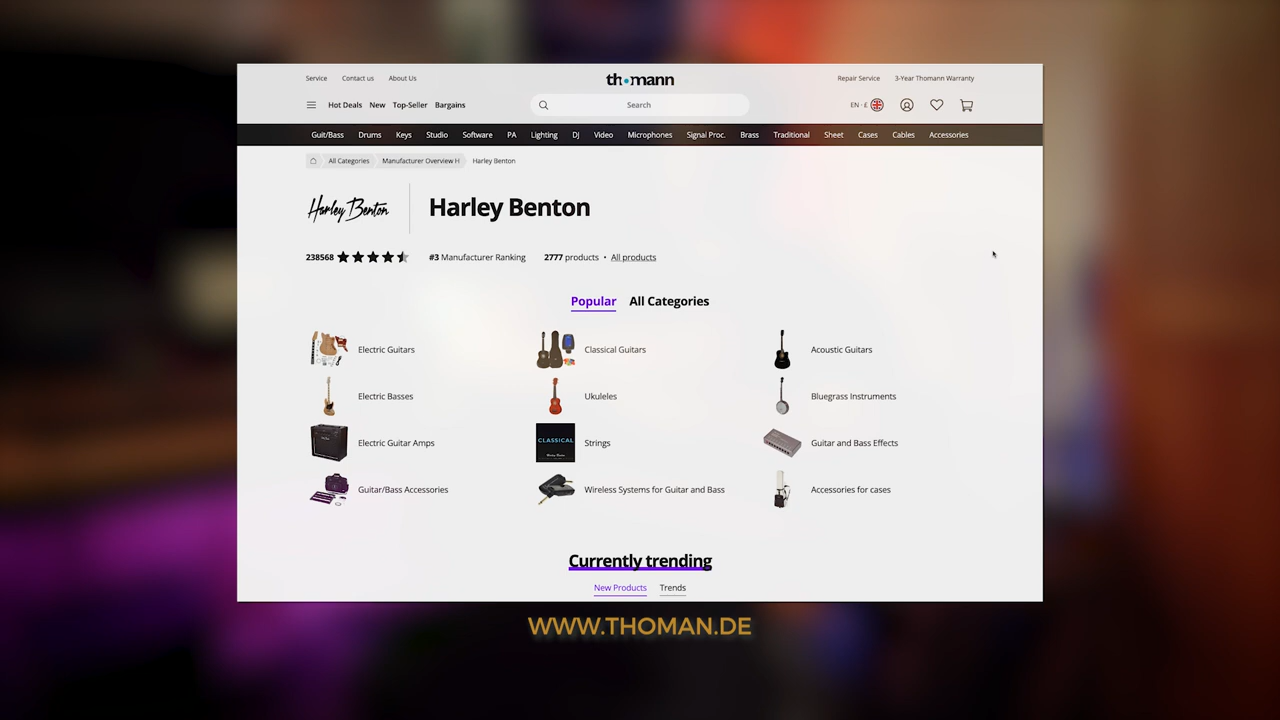 Service Contact us About Us
thomann
Repair Service 3-Year Thomann Warranty
Hot Deals New Top-Seller Bargains
Search
EN · £
Guit/Bass Drums Keys Studio Software PA Lighting DJ Video Microphones Signal Proc. Brass Traditional Sheet Cases Cables Accessories
All Categories Manufacturer Overview H Harley Benton
Harley Benton
Harley Benton
238568 #3 Manufacturer Ranking 2777 products • All products
Popular All Categories
Electric Guitars Classical Guitars Acoustic Guitars
Electric Basses Ukuleles Bluegrass Instruments
Electric Guitar Amps CLASSICAL Strings Guitar and Bass Effects
Harley Benton
Guitar/Bass Accessories Wireless Systems for Guitar and Bass Accessories for cases
Currently trending
New Products Trends
WWW.THOMAN.DE